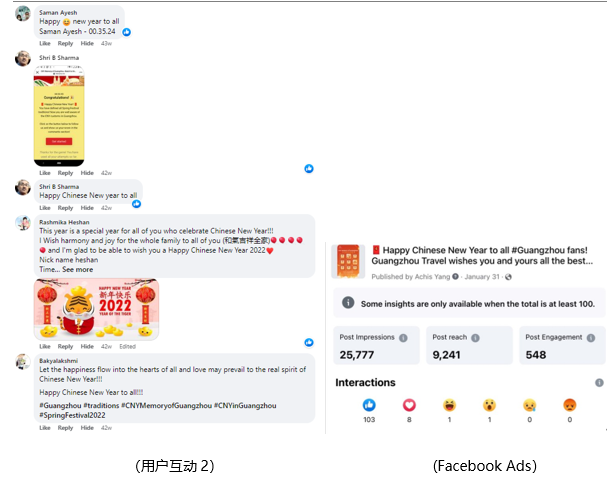 Saman Ayesh
Happy 😊 new year to all
Saman Ayesh - 00.35.24
Like Reply Hide 43w
Shri B Sharma
Congratulations!
Like Reply Hide 42w
Shri B Sharma
Happy Chinese New year to all
Like Reply Hide 42w
Rashmika Heshan
This year is a special year for all of you who celebrate Chinese New Year!!!
I Wish harmony and joy for the whole family to all of you (和氣吉祥全家)
and I'm glad to be able to wish you a Happy Chinese New Year 2022❤
Nick name heshan
Time... See more
HAPPY NEW YEAR
新年快乐
2022
YEAR OF THE TIGER
Like Reply Hide 42w Edited
Bakyalakshmi
Let the happiness flow into the hearts of all and love may prevail to the real spirit of
Chinese New Year!!!
Happy Chinese New Year to all!!!
#Guangzhou #traditions #CNYMemoryofGuangzhou #CNYinGuangzhou
#SpringFestival2022
Like Reply Hide 42w
(用户互动 2)
🧧 Happy Chinese New Year to all #Guangzhou fans!
Guangzhou Travel wishes you and yours all the best...
Published by Achis Yang · January 31 ·
Some insights are only available when the total is at least 100.
Post Impressions Post reach Post Engagement
25,777 9,241 548
Interactions
103 8 1 1 0 0
(Facebook Ads)